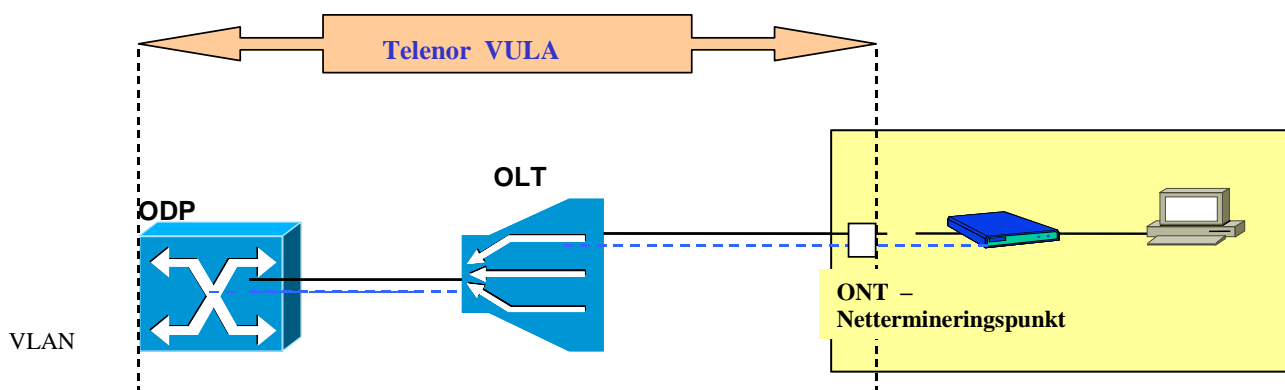 Telenor VULA
OLT
ODP
ONT –
Nettermineringspunkt
VLAN